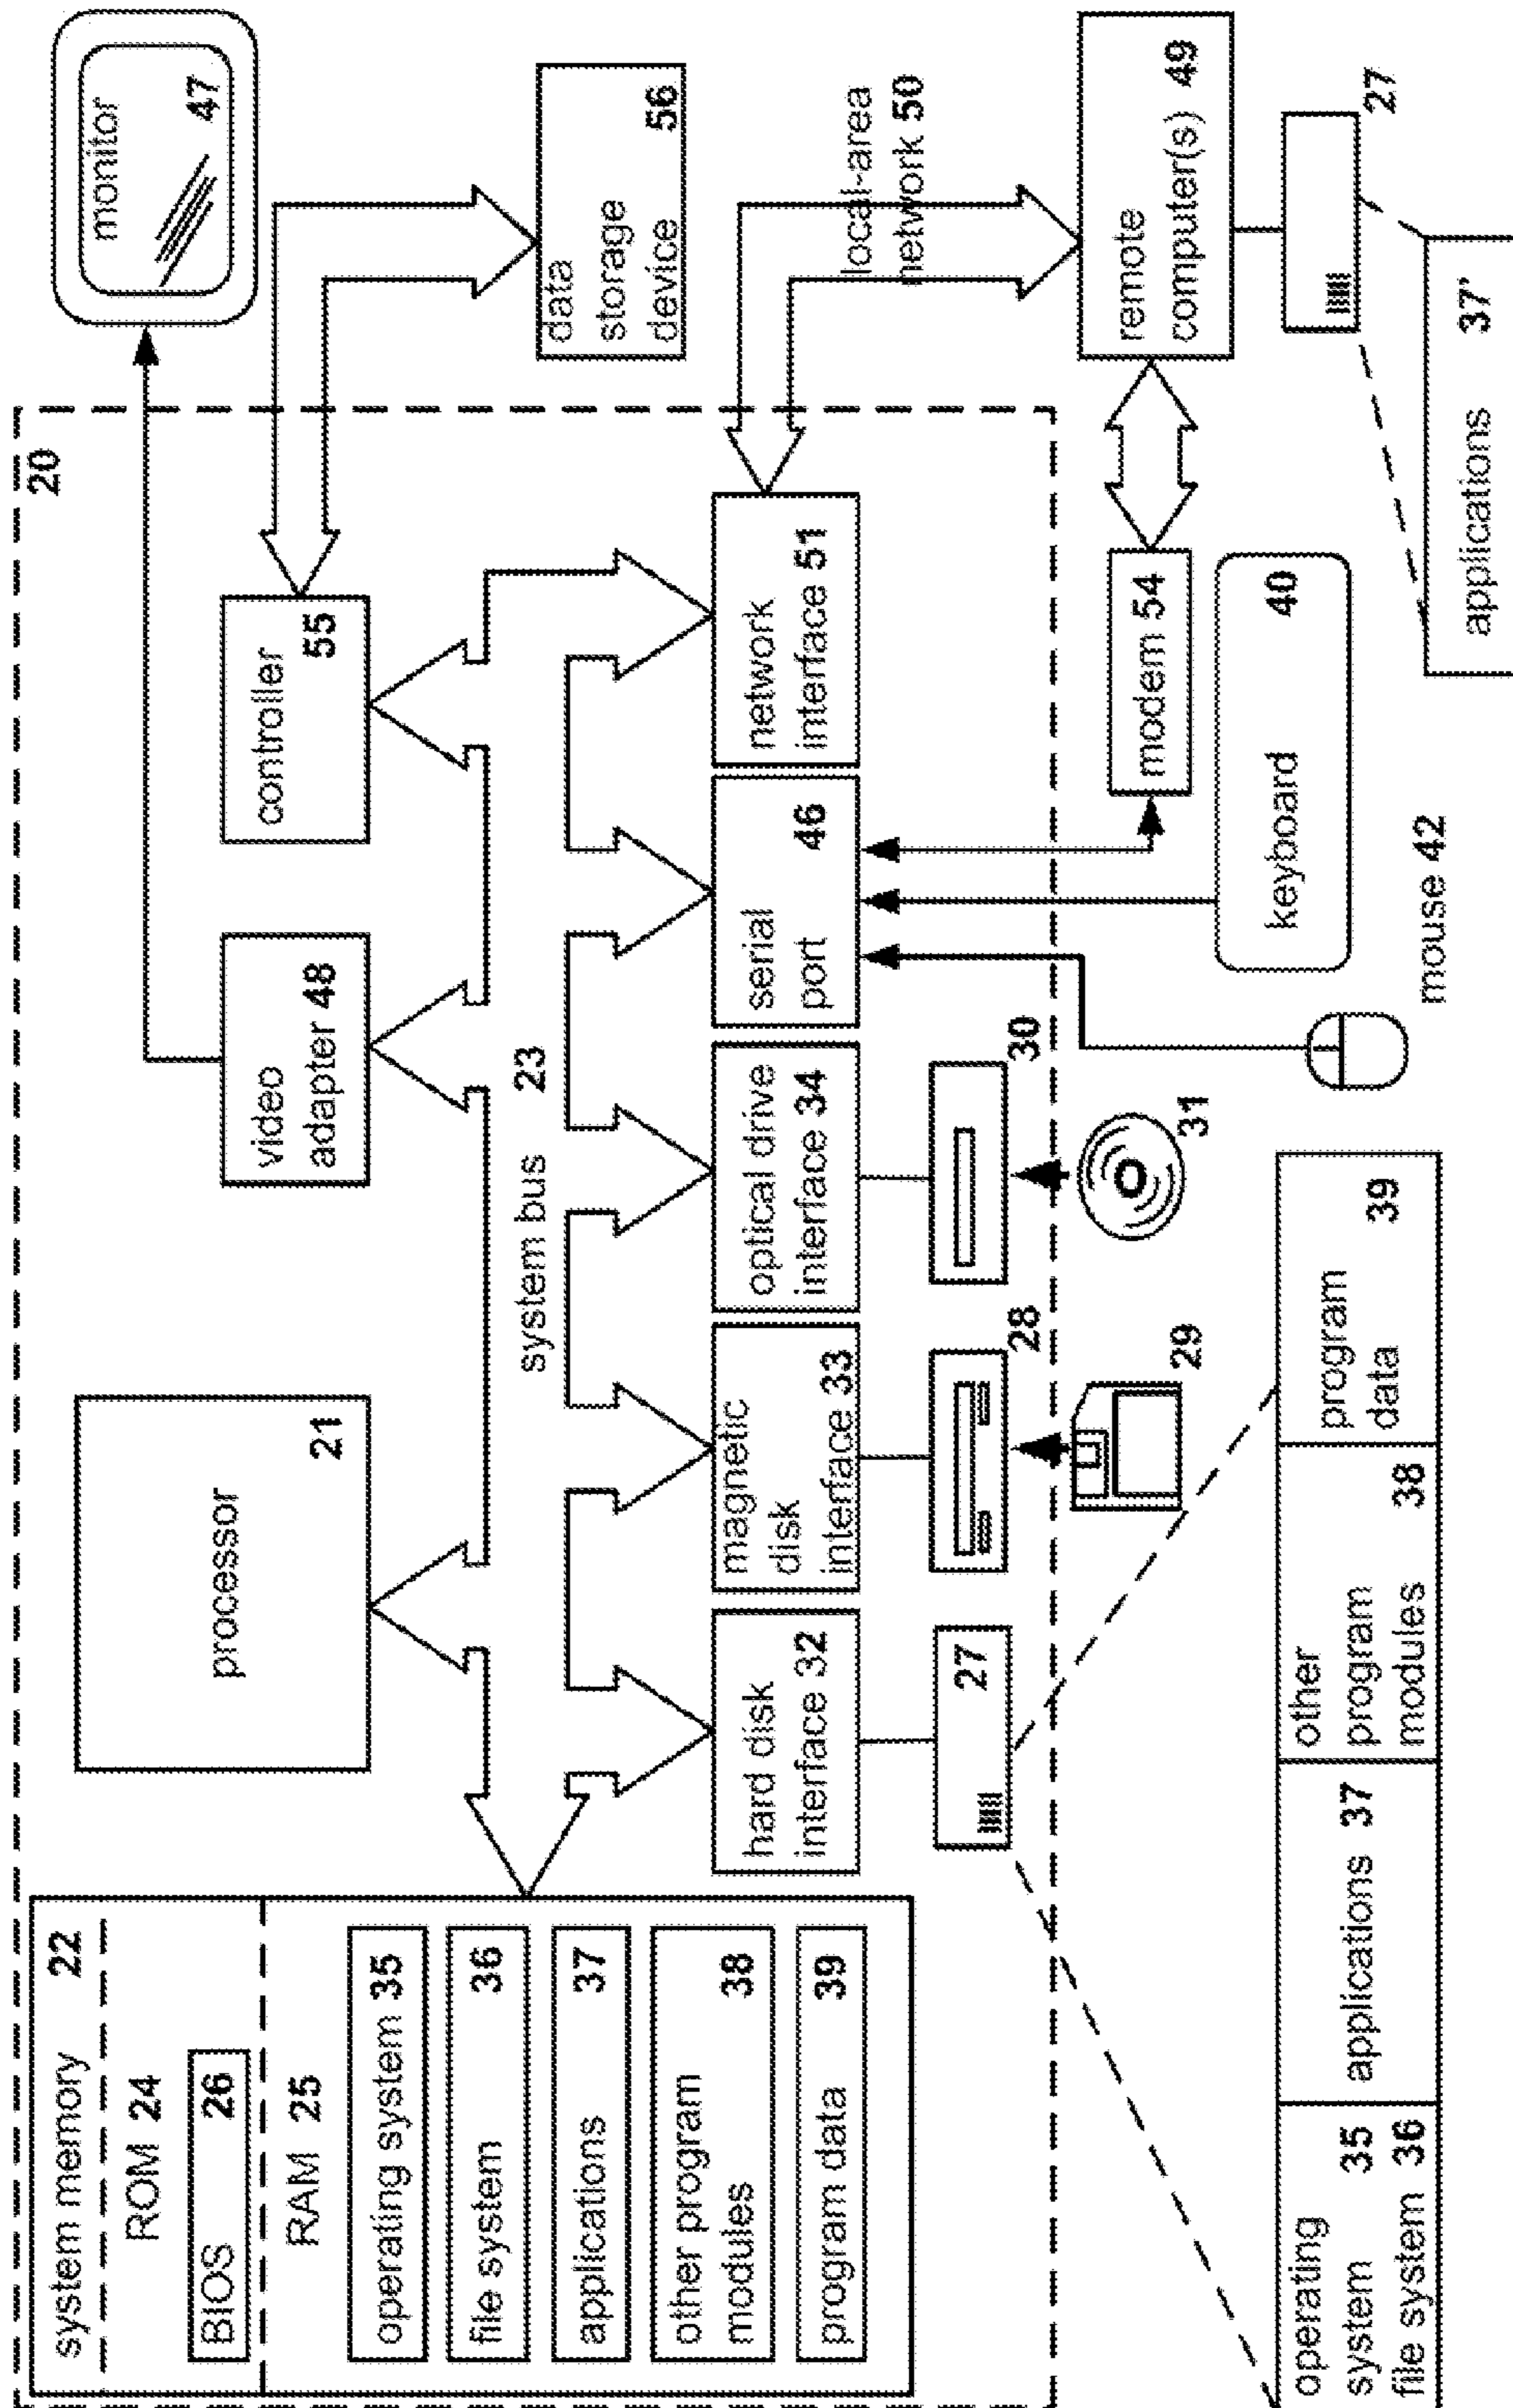 system memory 22
ROM 24
BIOS 26
RAM 25
operating system 35
file system 36
applications 37
other program
modules 38
program data 39
20
processor
21
video
adapter 48
controller
55
monitor
47
system bus 23
data
storage
device 56
hard disk
interface 32
magnetic
disk
interface 33
optical drive
interface 34
serial
port 46
network
interface 51
local-area
network 50
27
28
30
29
31
mouse 42
keyboard
40
modem 54
remote
computer(s) 49
27
operating
system 35
file system 36
applications 37
other
program
modules 38
program
data 39
applications 37'